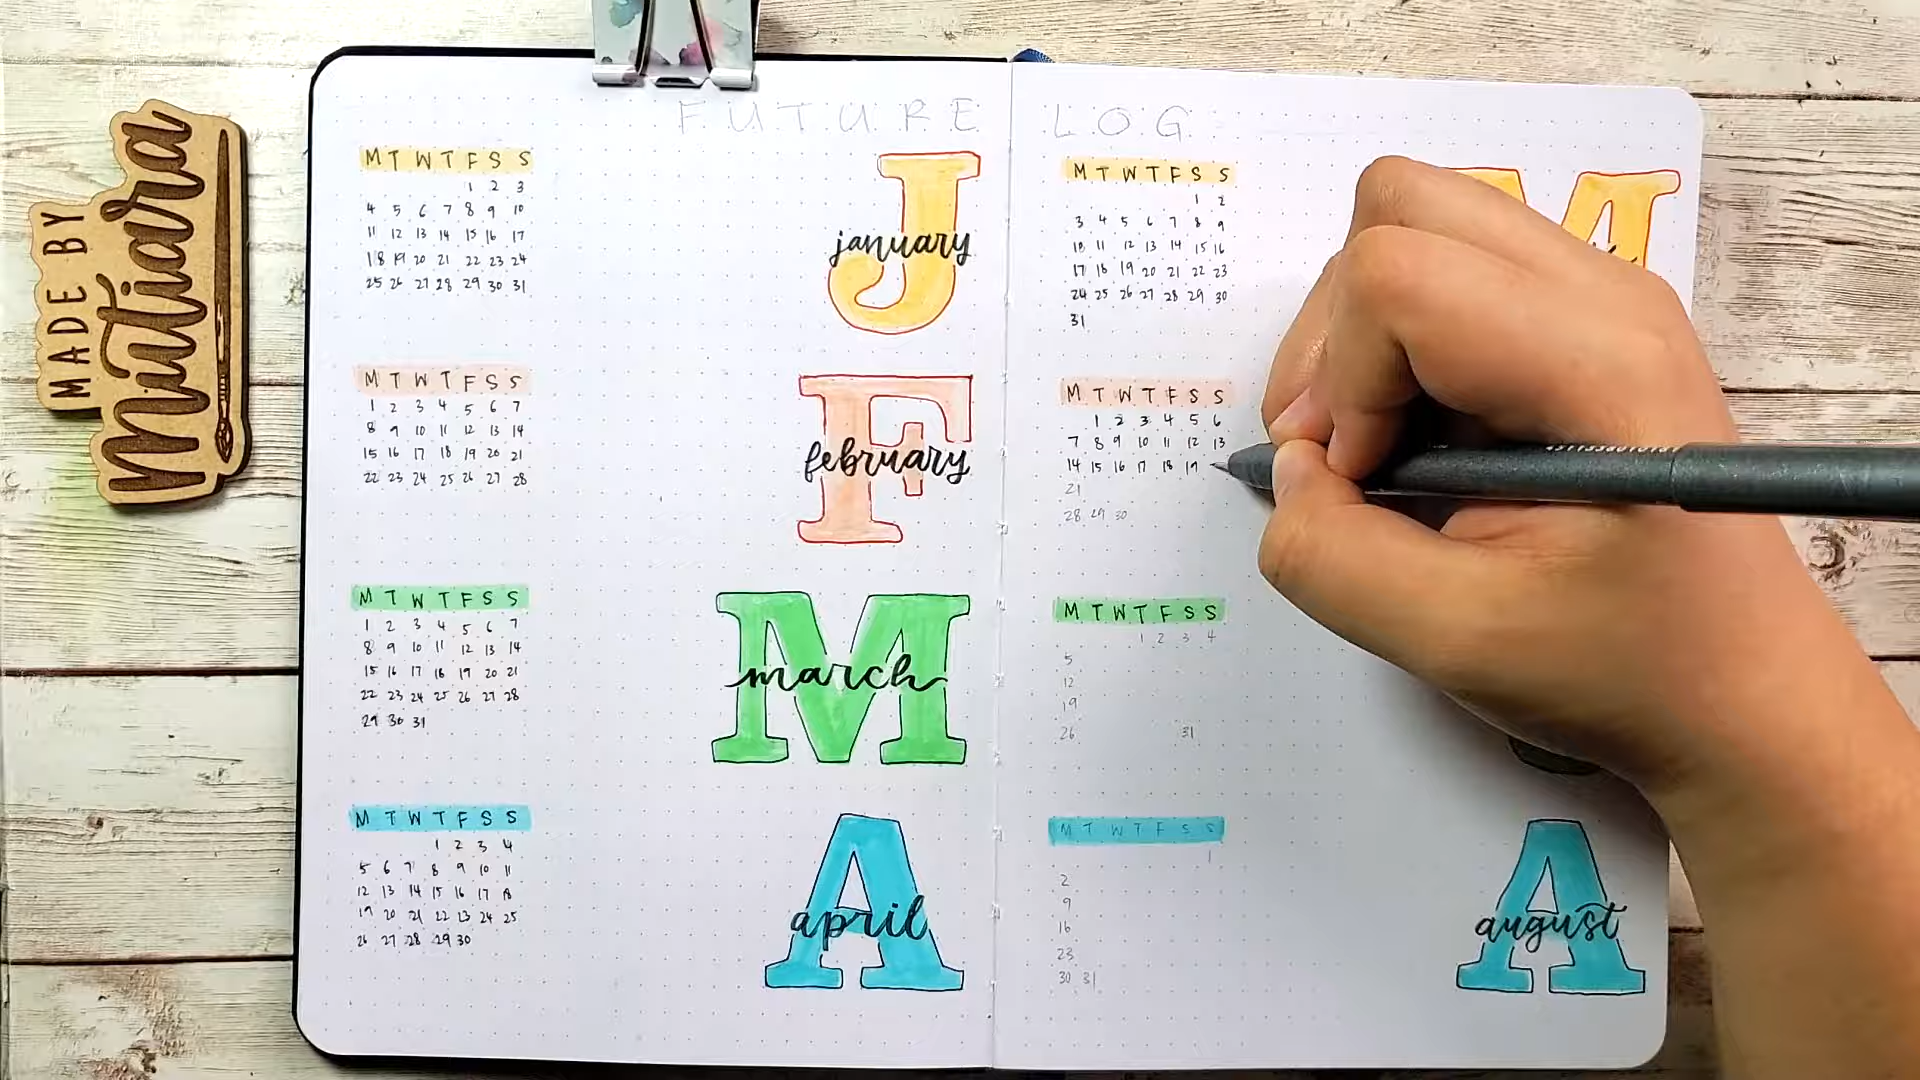 MADE BY
mutiara
FUTURE LOG
M T W T F S S
1 2 3
4 5 6 7 8 9 10
11 12 13 14 15 16 17
18 19 20 21 22 23 24
25 26 27 28 29 30 31
january
M T W T F S S
1 2 3 4 5 6 7
8 9 10 11 12 13 14
15 16 17 18 19 20 21
22 23 24 25 26 27 28
F
february
M T W T F S S
1 2 3 4 5 6 7
8 9 10 11 12 13 14
15 16 17 18 19 20 21
22 23 24 25 26 27 28
29 30 31
M
march
M T W T F S S
1 2 3 4
5 6 7 8 9 10 11
12 13 14 15 16 17 18
19 20 21 22 23 24 25
26 27 28 29 30
A
april
M T W T F S S
1 2
3 4 5 6 7 8 9
10 11 12 13 14 15 16
17 18 19 20 21 22 23
24 25 26 27 28 29 30
31
M
M T W T F S S
1 2 3 4 5 6
7 8 9 10 11 12 13
14 15 16 17 18 19
21
28 29 30
M T W T F S S
1 2 3 4
5
12
19
26 31
M T W T F S S
1
2
9
16
23
30 31
A
august